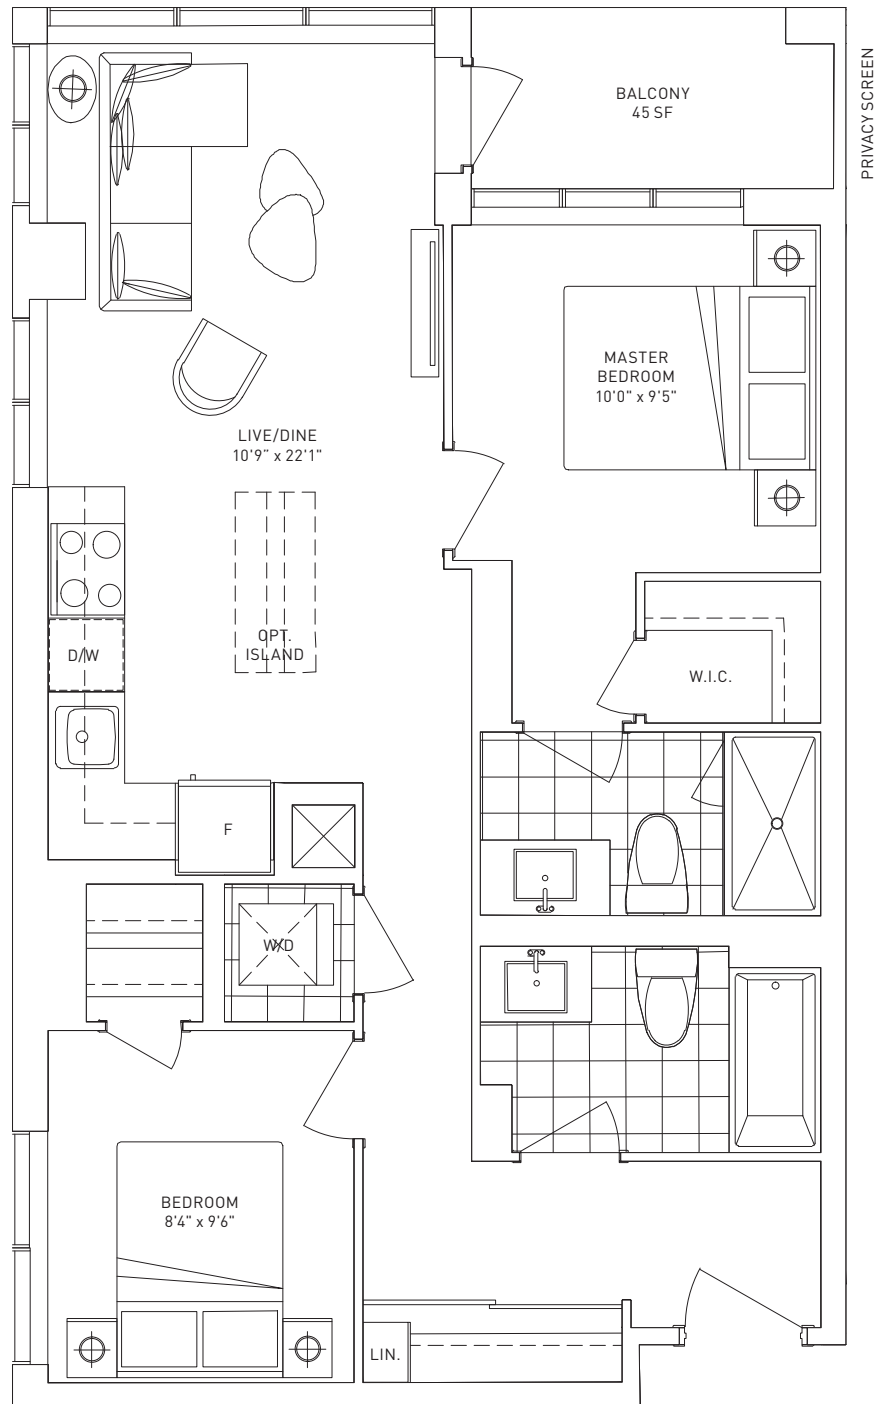 BALCONY
45 SF
PRIVACY SCREEN
MASTER
BEDROOM
10'0" x 9'5"
LIVE/DINE
10'9" x 22'1"
OPT.
ISLAND
D/W
W.I.C.
F
W/D
BEDROOM
8'4" x 9'6"
LIN.